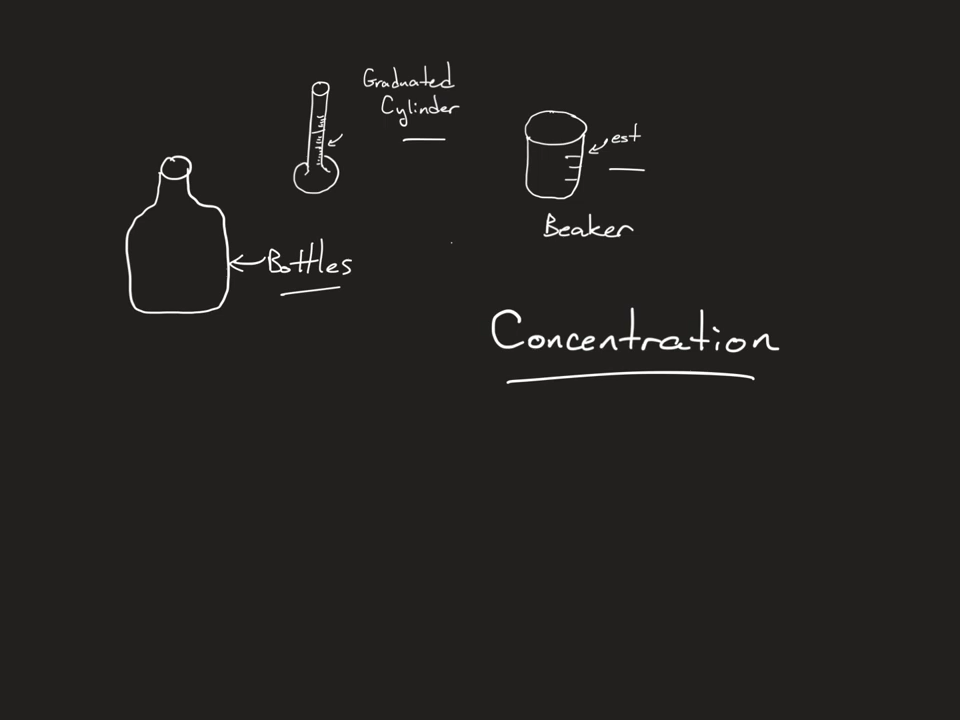 Graduated
Cylinder
est
Beaker
Bottles
Concentration